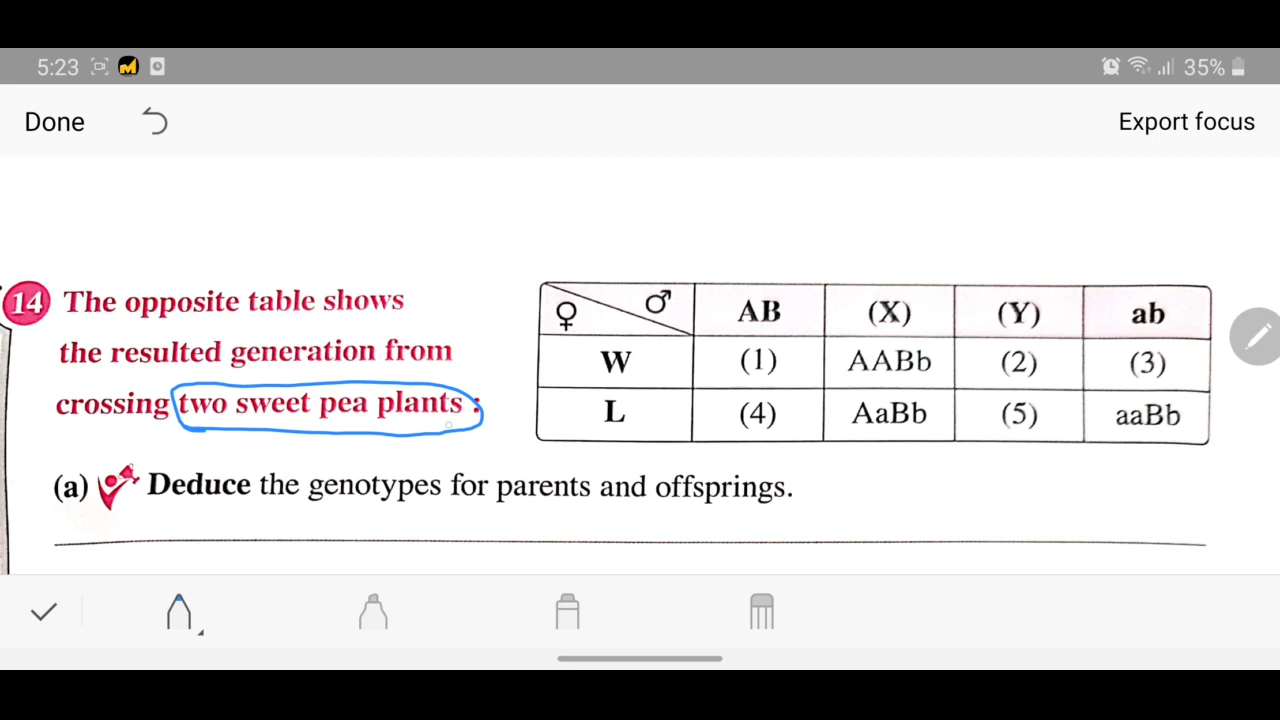 5:23 35%
Done Export focus
14 The opposite table shows
the resulted generation from
crossing two sweet pea plants :
♀ ♂ AB (X) (Y) ab
W (1) AABb (2) (3)
L (4) AaBb (5) aaBb
(a) Deduce the genotypes for parents and offsprings.